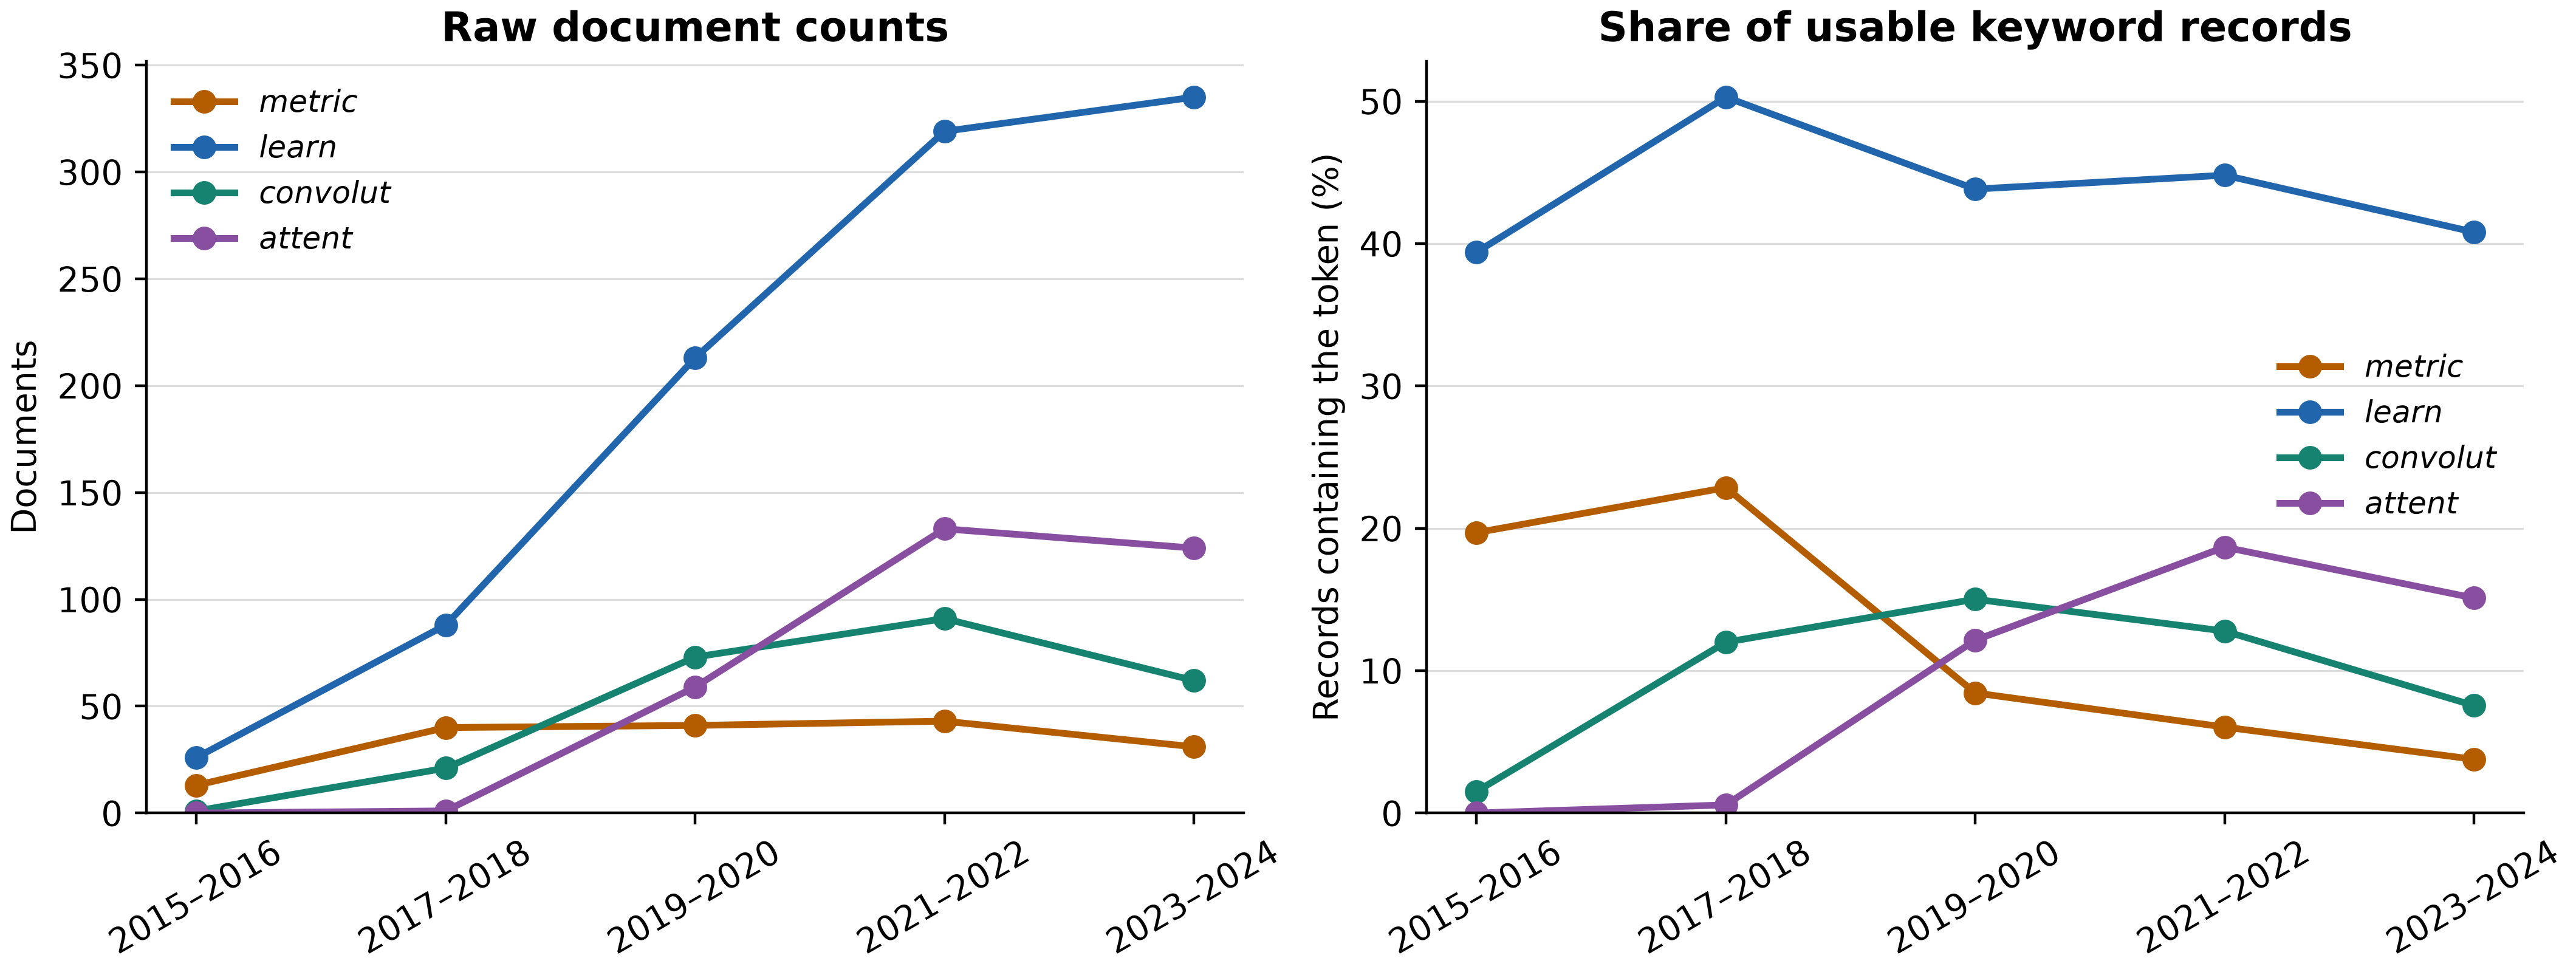 Raw document counts
350
300
250
200
150
100
50
0
Documents
metric
learn
convolut
attent
2015–2016
2017–2018
2019–2020
2021–2022
2023–2024
Share of usable keyword records
50
40
30
20
10
0
Records containing the token (%)
metric
learn
convolut
attent
2015–2016
2017–2018
2019–2020
2021–2022
2023–2024